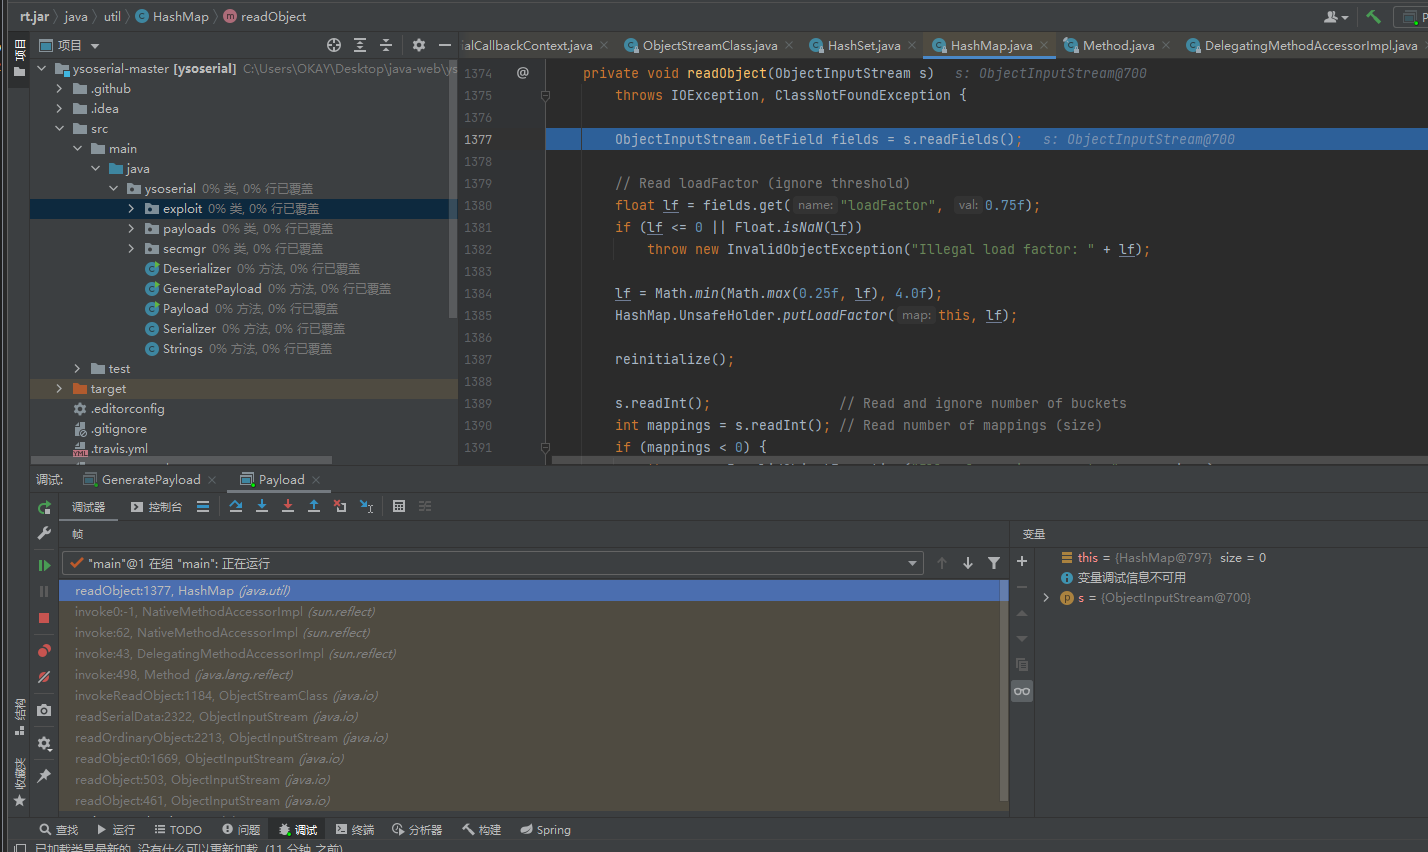 rt.jar java util HashMap readObject
项目
项目
ialCallbackContext.java ObjectStreamClass.java HashSet.java HashMap.java Method.java DelegatingMethodAccessorImpl.java
ysoserial-master [ysoserial] C:\Users\OKAY\Desktop\java-web\ys
.github
.idea
src
main
java
ysoserial 0% 类, 0% 行已覆盖
exploit 0% 类, 0% 行已覆盖
payloads 0% 类, 0% 行已覆盖
secmgr 0% 类, 0% 行已覆盖
Deserializer 0% 方法, 0% 行已覆盖
GeneratePayload 0% 方法, 0% 行已覆盖
Payload 0% 方法, 0% 行已覆盖
Serializer 0% 方法, 0% 行已覆盖
Strings 0% 方法, 0% 行已覆盖
test
target
.editorconfig
.gitignore
.travis.yml
1374 @ private void readObject(ObjectInputStream s) s: ObjectInputStream@700
1375 throws IOException, ClassNotFoundException {
1376
1377 ObjectInputStream.GetField fields = s.readFields(); s: ObjectInputStream@700
1378
1379 // Read loadFactor (ignore threshold)
1380 float lf = fields.get( name: "loadFactor", val: 0.75f);
1381 if (lf <= 0 || Float.isNaN(lf))
1382 throw new InvalidObjectException("Illegal load factor: " + lf);
1383
1384 lf = Math.min(Math.max(0.25f, lf), 4.0f);
1385 HashMap.UnsafeHolder.putLoadFactor( map: this, lf);
1386
1387 reinitialize();
1388
1389 s.readInt(); // Read and ignore number of buckets
1390 int mappings = s.readInt(); // Read number of mappings (size)
1391 if (mappings < 0) {
调试: GeneratePayload Payload
调试器 控制台
帧
"main"@1 在组 "main": 正在运行
readObject:1377, HashMap (java.util)
invoke0:-1, NativeMethodAccessorImpl (sun.reflect)
invoke:62, NativeMethodAccessorImpl (sun.reflect)
invoke:43, DelegatingMethodAccessorImpl (sun.reflect)
invoke:498, Method (java.lang.reflect)
invokeReadObject:1184, ObjectStreamClass (java.io)
readSerialData:2322, ObjectInputStream (java.io)
readOrdinaryObject:2213, ObjectInputStream (java.io)
readObject0:1669, ObjectInputStream (java.io)
readObject:503, ObjectInputStream (java.io)
readObject:461, ObjectInputStream (java.io)
变量
this = {HashMap@797} size = 0
变量调试信息不可用
s = {ObjectInputStream@700}
结构
收藏夹
查找 运行 TODO 问题 调试 终端 分析器 构建 Spring
已加载类是最新的. 没有什么可以重新加载. (11 分钟 之前)